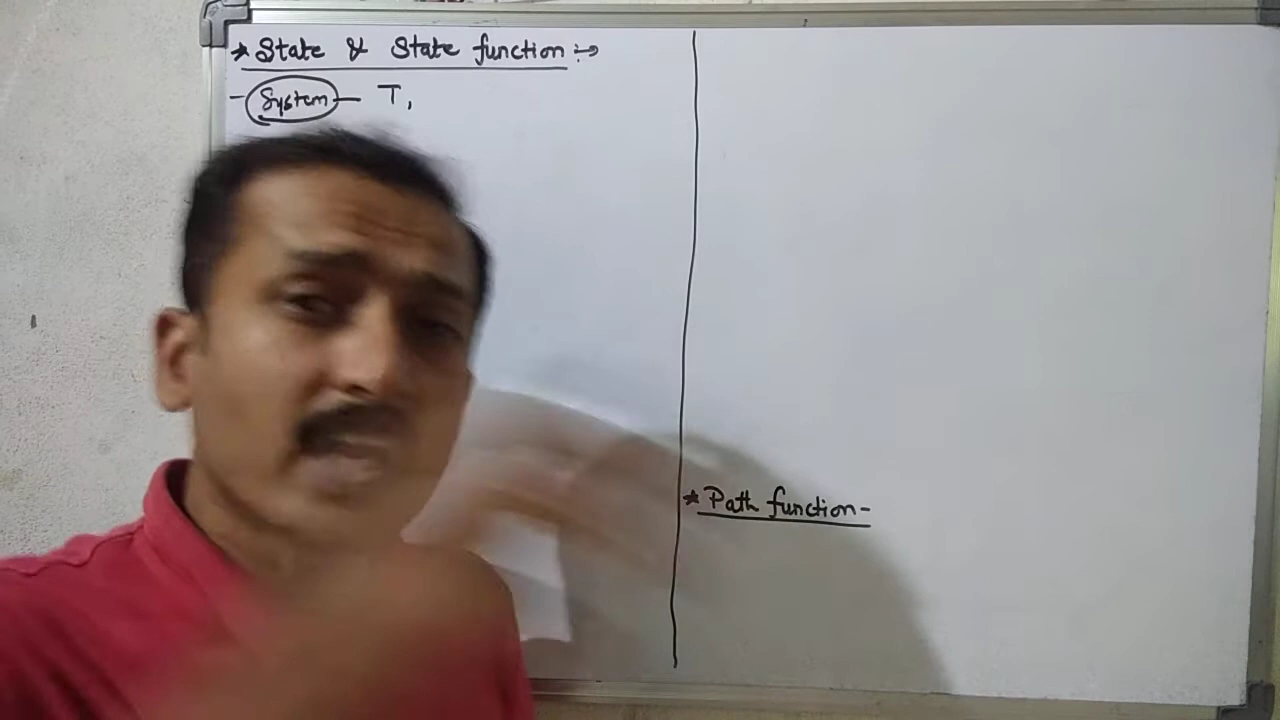 * State & State function :→
- System — T,
* Path function -